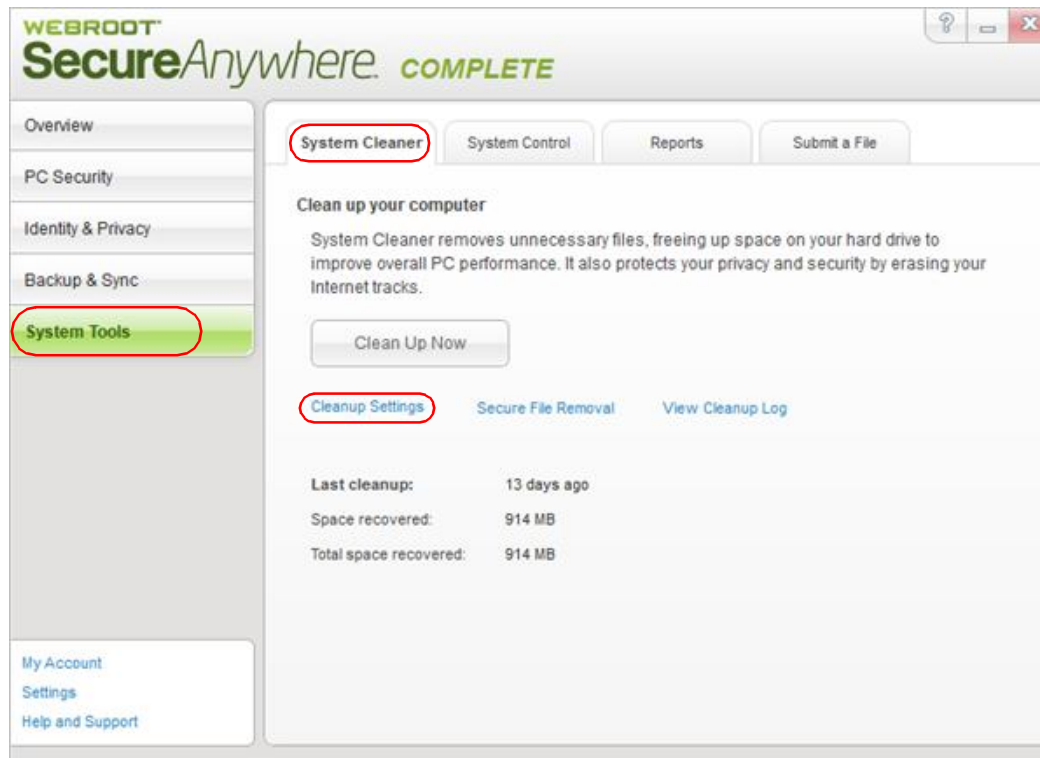 WEBROOT
SecureAnywhere. COMPLETE
?
Overview
PC Security
Identity & Privacy
Backup & Sync
System Tools
System Cleaner
System Control
Reports
Submit a File
Clean up your computer
System Cleaner removes unnecessary files, freeing up space on your hard drive to
improve overall PC performance. It also protects your privacy and security by erasing your
Internet tracks.
Clean Up Now
Cleanup Settings
Secure File Removal
View Cleanup Log
Last cleanup: 13 days ago
Space recovered: 914 MB
Total space recovered: 914 MB
My Account
Settings
Help and Support